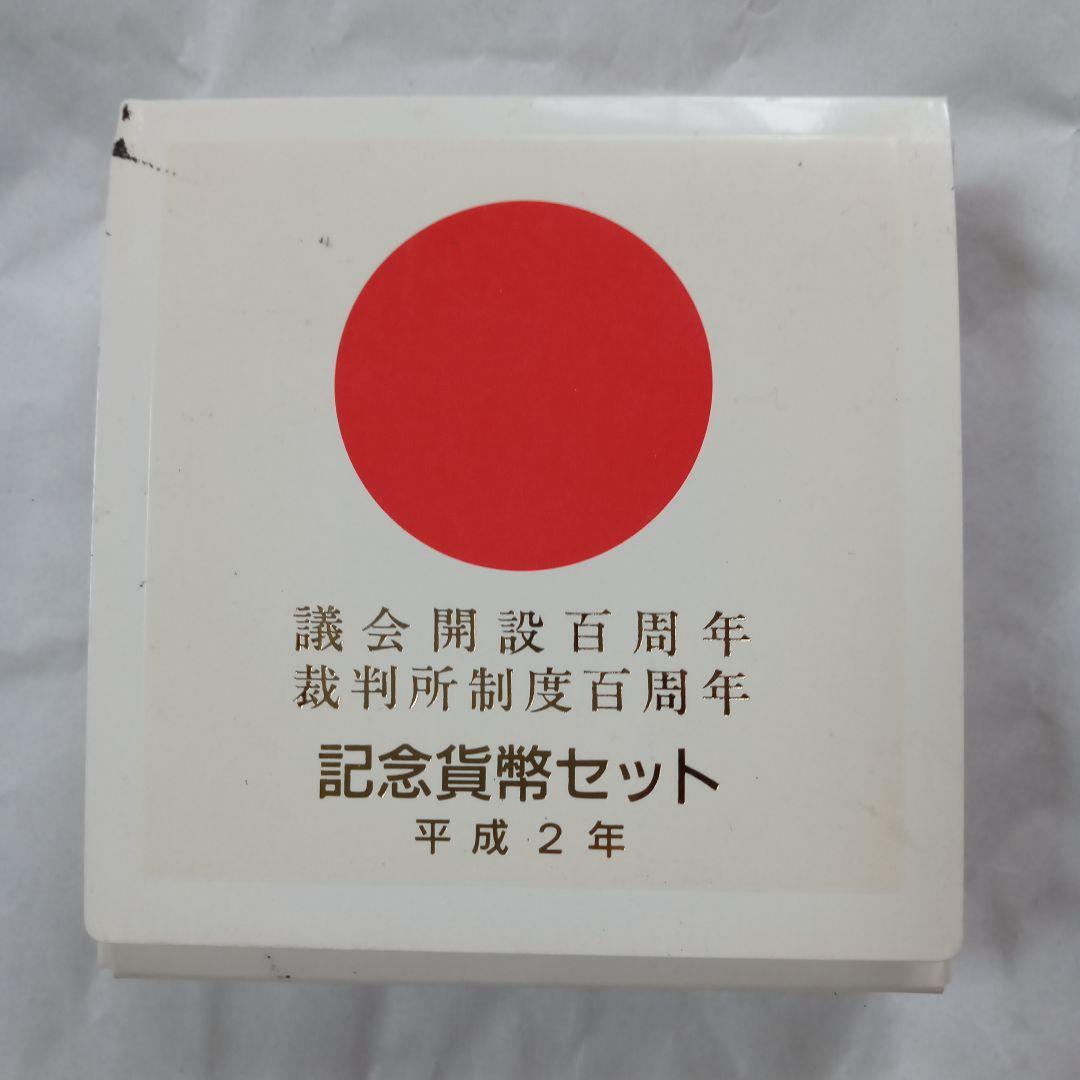 議会開設百周年
裁判所制度百周年
記念貨幣セット
平成2年